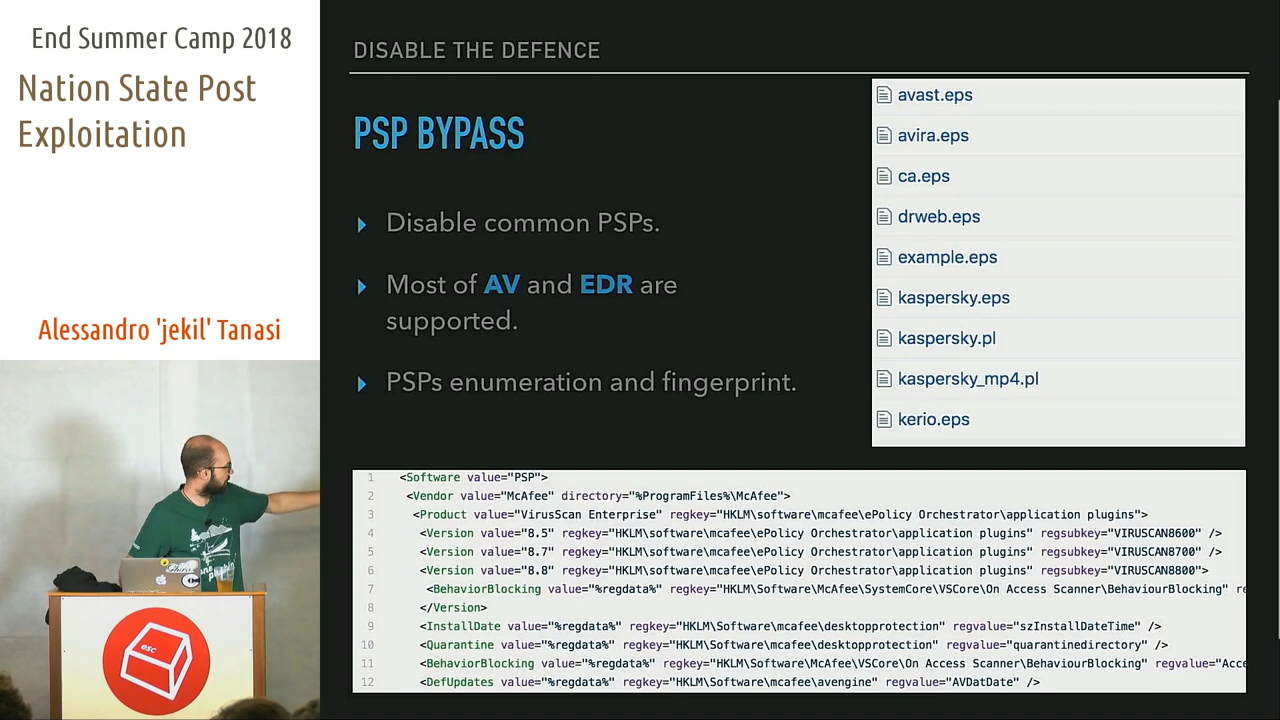 End Summer Camp 2018
Nation State Post
Exploitation
Alessandro 'jekil' Tanasi
esc
DISABLE THE DEFENCE
PSP BYPASS
Disable common PSPs.
Most of AV and EDR are
supported.
PSPs enumeration and fingerprint.
avast.eps
avira.eps
ca.eps
drweb.eps
example.eps
kaspersky.eps
kaspersky.pl
kaspersky_mp4.pl
kerio.eps
1 <Software value="PSP">
2 <Vendor value="McAfee" directory="%ProgramFiles%\McAfee">
3 <Product value="VirusScan Enterprise" regkey="HKLM\software\mcafee\ePolicy Orchestrator\application plugins">
4 <Version value="8.5" regkey="HKLM\software\mcafee\ePolicy Orchestrator\application plugins" regsubkey="VIRUSCAN8600" />
5 <Version value="8.7" regkey="HKLM\software\mcafee\ePolicy Orchestrator\application plugins" regsubkey="VIRUSCAN8700" />
6 <Version value="8.8" regkey="HKLM\software\mcafee\ePolicy Orchestrator\application plugins" regsubkey="VIRUSCAN8800">
7 <BehaviorBlocking value="%regdata%" regkey="HKLM\Software\McAfee\SystemCore\VSCore\On Access Scanner\BehaviourBlocking" re
8 </Version>
9 <InstallDate value="%regdata%" regkey="HKLM\Software\mcafee\desktopprotection" regvalue="szInstallDateTime" />
10 <Quarantine value="%regdata%" regkey="HKLM\Software\mcafee\desktopprotection" regvalue="quarantinedirectory" />
11 <BehaviorBlocking value="%regdata%" regkey="HKLM\Software\McAfee\VSCore\On Access Scanner\BehaviourBlocking" regvalue="Acce
12 <DefUpdates value="%regdata%" regkey="HKLM\Software\mcafee\avengine" regvalue="AVDatDate" />